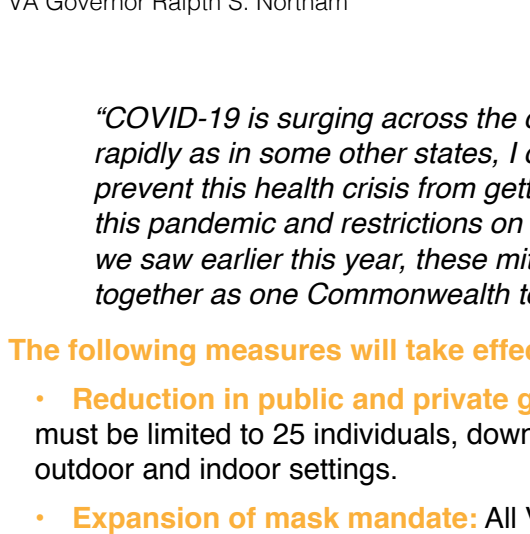 VA Governor Ralpth S. Northam
“COVID-19 is surging across the
rapidly as in some other states, I
prevent this health crisis from
this pandemic and restrictions on
we saw earlier this year, these
together as one Commonwealth
The following measures will take
• Reduction in public and private
must be limited to 25 individuals, down
outdoor and indoor settings.
• Expansion of mask mandate: All